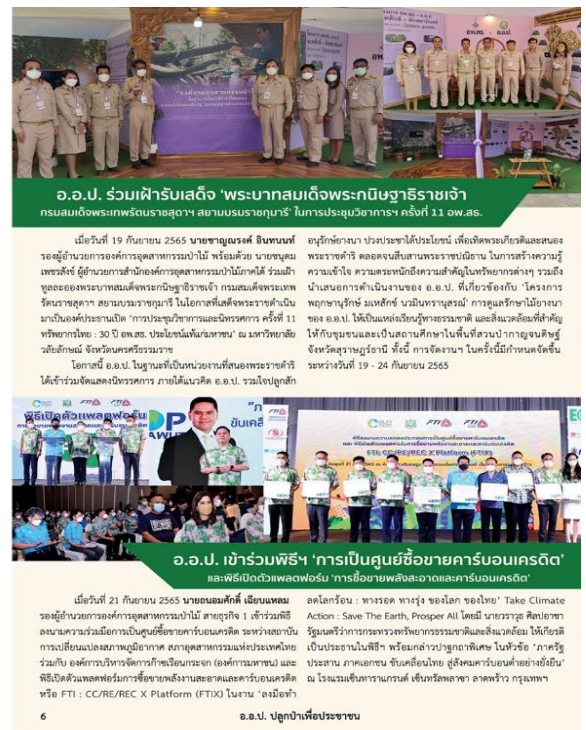 อ.อ.ป. ร่วมเฝ้ารับเสด็จ ‘พระบาทสมเด็จพระกนิษฐาธิราชเจ้า
กรมสมเด็จพระเทพรัตนราชสุดาฯ สยามบรมราชกุมารี’ ในการประชุมวิชาการฯ ครั้งที่ 11 อพ.สธ.
เมื่อวันที่ 19 กันยายน 2565 นายชาญณรงค์ อินทนนท์
รองผู้อำนวยการองค์การอุตสาหกรรมป่าไม้ พร้อมด้วย นายชนุดม
เพชรสังข์ ผู้อำนวยการสำนักองค์การอุตสาหกรรมป่าไม้ภาคใต้ ร่วมเฝ้า
ทูลละอองพระบาทสมเด็จพระกนิษฐาธิราชเจ้า กรมสมเด็จพระเทพ
รัตนราชสุดาฯ สยามบรมราชกุมารี ในโอกาสที่เสด็จพระราชดำเนิน
มาเป็นองค์ประธานเปิด ‘การประชุมวิชาการและนิทรรศการ ครั้งที่ 11
ทรัพยากรไทย : 30 ปี อพ.สธ. ประโยชน์แท้แก่มหาชน’ ณ มหาวิทยาลัย
วลัยลักษณ์ จังหวัดนครศรีธรรมราช
โอกาสนี้ อ.อ.ป. ในฐานะที่เป็นหน่วยงานที่สนองพระราชดำริ
ได้เข้าร่วมจัดแสดงนิทรรศการ ภายใต้แนวคิด อ.อ.ป. รวมใจปลูกสัก
อนุรักษ์ยางนา ปวงประชาได้ประโยชน์ เพื่อเทิดพระเกียรติและสนอง
พระราชดำริ ตลอดจนสืบสานพระราชปณิธาน ในการสร้างความรู้
ความเข้าใจ ความตระหนักถึงความสำคัญในทรัพยากรต่างๆ รวมถึง
นำเสนอการดำเนินงานของ อ.อ.ป. ที่เกี่ยวข้องกับ ‘โครงการ
พฤกษานุรักษ์ มเหสักข์ นวมินทรานุสรณ์’ การดูแลรักษาไม้ยางนา
ของ อ.อ.ป. ให้เป็นแหล่งเรียนรู้ทางธรรมชาติ และสิ่งแวดล้อมที่สำคัญ
ให้กับชุมชนและเป็นสถานศึกษาในพื้นที่สวนป่ากาญจนดิษฐ์
จังหวัดสุราษฎร์ธานี ทั้งนี้ การจัดงานฯ ในครั้งนี้มีกำหนดจัดขึ้น
ระหว่างวันที่ 19 - 24 กันยายน 2565
พิธีเปิดตัวแพลตฟอร์ม
FTI CC/RE/REC X Platform (FTIX)
อ.อ.ป. เข้าร่วมพิธีฯ ‘การเป็นศูนย์ซื้อขายคาร์บอนเครดิต’
และพิธีเปิดตัวแพลตฟอร์ม ‘การซื้อขายพลังสะอาดและคาร์บอนเครดิต’
เมื่อวันที่ 21 กันยายน 2565 นายถนอมศักดิ์ เฉียบแหลม
รองผู้อำนวยการองค์การอุตสาหกรรมป่าไม้ สายธุรกิจ 1 เข้าร่วมพิธี
ลงนามความร่วมมือการเป็นศูนย์ซื้อขายคาร์บอนเครดิต ระหว่างสถาบัน
การเปลี่ยนแปลงสภาพภูมิอากาศ สภาอุตสาหกรรมแห่งประเทศไทย
ร่วมกับ องค์การบริหารจัดการก๊าซเรือนกระจก (องค์การมหาชน) และ
พิธีเปิดตัวแพลตฟอร์มการซื้อขายพลังงานสะอาดและคาร์บอนเครดิต
หรือ FTI : CC/RE/REC X Platform (FTIX) ในงาน ‘ลงมือทำ
ลดโลกร้อน : ทางรอด ทางรุ่ง ของโลก ของไทย’ Take Climate
Action : Save The Earth, Prosper All โดยมี นายวราวุธ ศิลปอาชา
รัฐมนตรีว่าการกระทรวงทรัพยากรธรรมชาติและสิ่งแวดล้อม ให้เกียรติ
เป็นประธานในพิธีฯ พร้อมกล่าวปาฐกถาพิเศษ ในหัวข้อ ‘ภาครัฐ
ประสาน ภาคเอกชน ขับเคลื่อนไทย สู่สังคมคาร์บอนต่ำอย่างยั่งยืน’
ณ โรงแรมเซ็นทาราแกรนด์ เซ็นทรัลพลาซา ลาดพร้าว กรุงเทพฯ
6
อ.อ.ป. ปลูกป่าเพื่อประชาชน